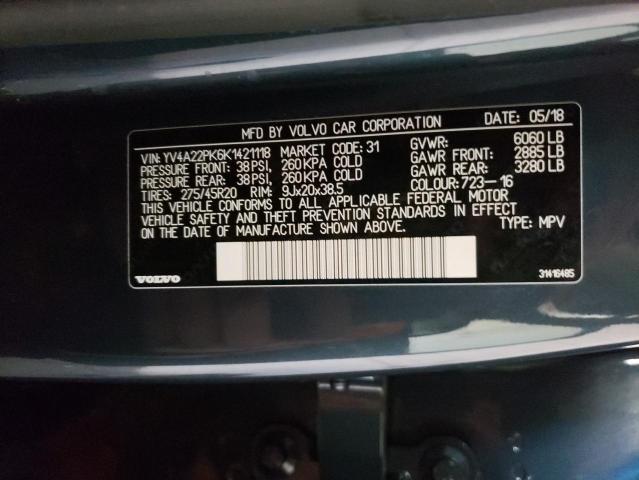 MFD BY VOLVO CAR CORPORATION DATE: 05/18
VIN: YV4A22PK6K1421118 MARKET CODE: 31 GVWR: 6060 LB
PRESSURE FRONT: 38 PSI, 260 KPA COLD GAWR FRONT: 2885 LB
PRESSURE REAR: 38 PSI, 260 KPA COLD GAWR REAR: 3280 LB
TIRES: 275/45R20 RIM: 9Jx20x38.5 COLOUR: 723-16
THIS VEHICLE CONFORMS TO ALL APPLICABLE FEDERAL MOTOR
VEHICLE SAFETY AND THEFT PREVENTION STANDARDS IN EFFECT
ON THE DATE OF MANUFACTURE SHOWN ABOVE. TYPE: MPV
VOLVO 31416485